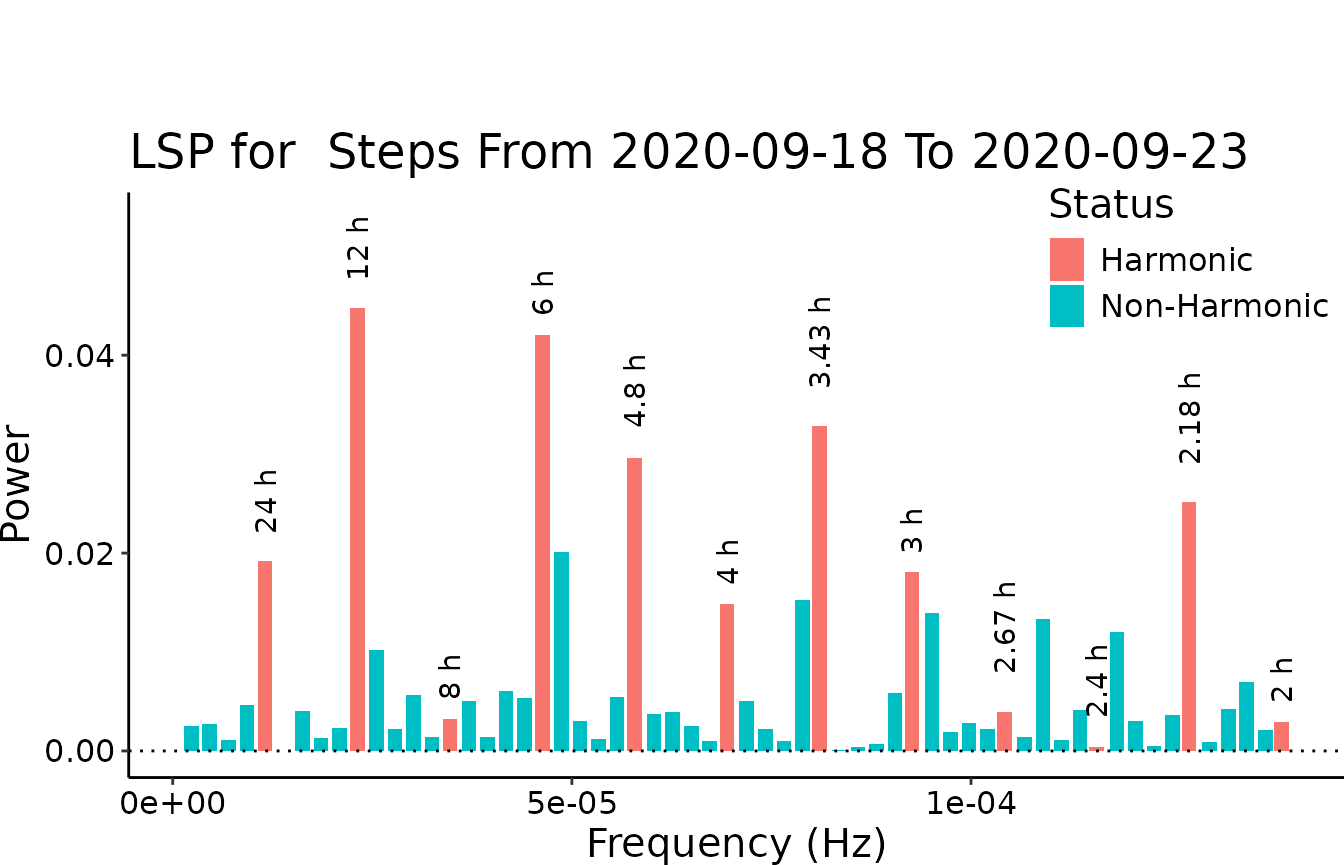 LSP for  Steps From 2020-09-18 To 2020-09-23
Status
Harmonic
Non-Harmonic
Power
0.04
0.02
0.00
24 h
12 h
8 h
6 h
4.8 h
4 h
3.43 h
3 h
2.67 h
2.4 h
2.18 h
2 h
0e+00
5e-05
1e-04
Frequency (Hz)